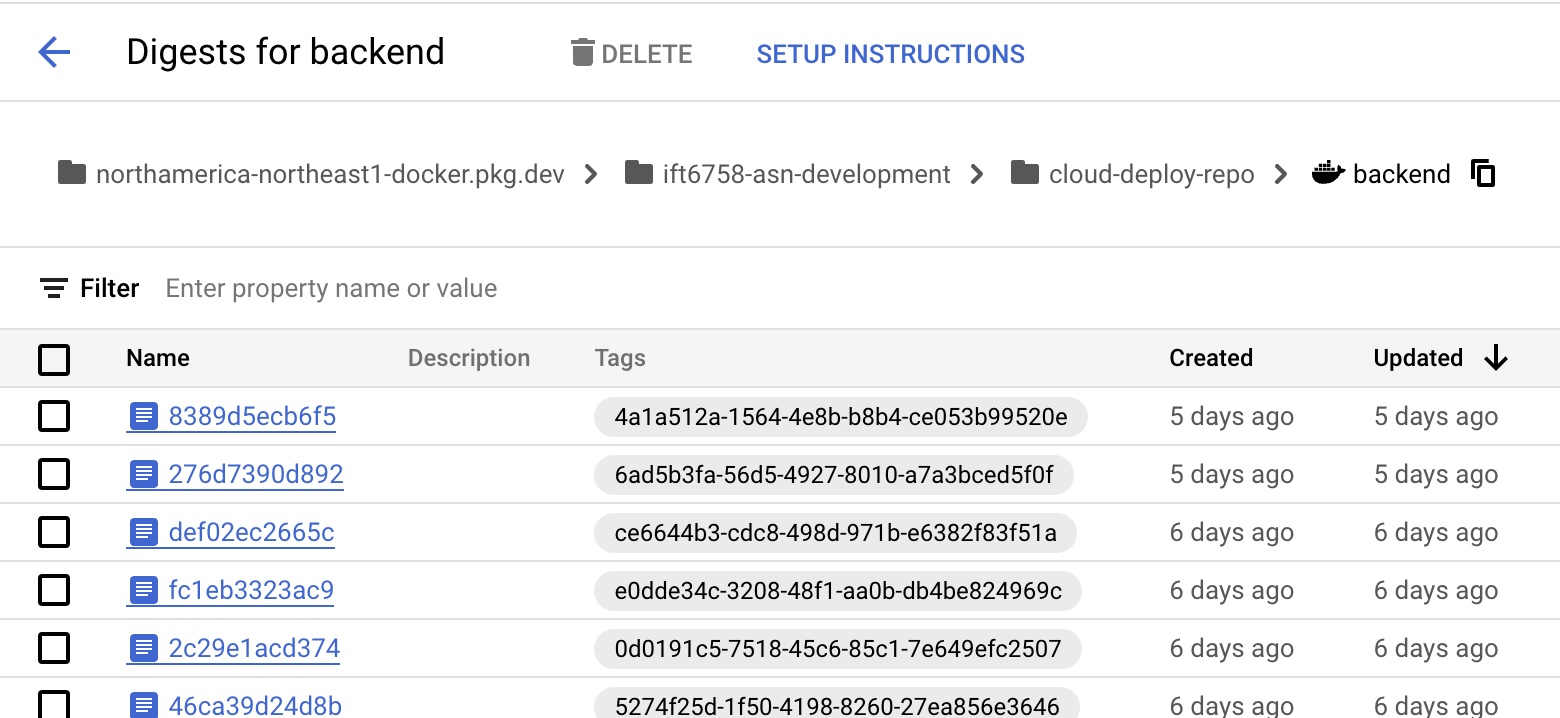 Digests for backend DELETE SETUP INSTRUCTIONS
northamerica-northeast1-docker.pkg.dev ift6758-asn-development cloud-deploy-repo backend
Filter Enter property name or value
Name Description Tags Created Updated
8389d5ecb6f5 4a1a512a-1564-4e8b-b8b4-ce053b99520e 5 days ago 5 days ago
276d7390d892 6ad5b3fa-56d5-4927-8010-a7a3bced5f0f 5 days ago 5 days ago
def02ec2665c ce6644b3-cdc8-498d-971b-e6382f83f51a 6 days ago 6 days ago
fc1eb3323ac9 e0dde34c-3208-48f1-aa0b-db4be824969c 6 days ago 6 days ago
2c29e1acd374 0d0191c5-7518-45c6-85c1-7e649efc2507 6 days ago 6 days ago
46ca39d24d8b 5274f25d-1f50-4198-8260-27ea856e3646 6 days ago 6 days ago